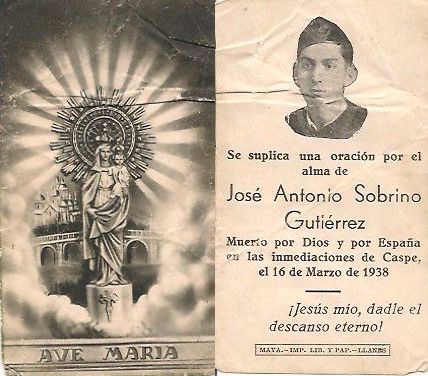 AVE MARIA
Se suplica una oración por el
alma de
José Antonio Sobrino
Gutiérrez
Muerto por Dios y por España
en las inmediaciones de Caspe,
el 16 de Marzo de 1938
¡Jesús mio, dadle el
descanso eterno!
MAYA.-IMP. LIB. Y PAP.-LLANES